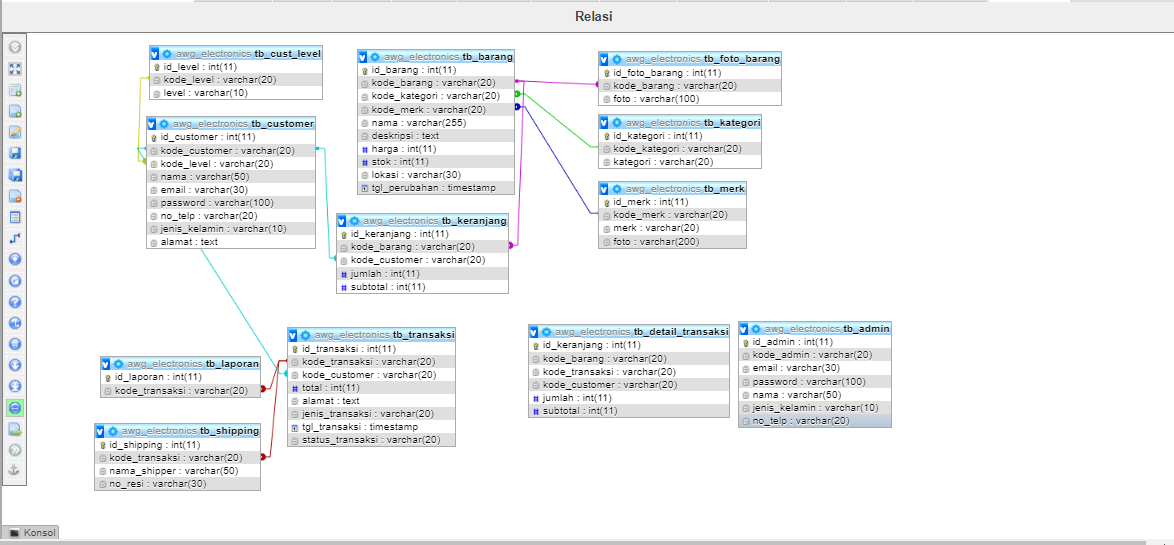 Relasi
awg_electronics tb_cust_level
id_level : int(11)
kode_level : varchar(20)
level : varchar(10)
awg_electronics tb_customer
id_customer : int(11)
kode_customer : varchar(20)
kode_level : varchar(20)
nama : varchar(50)
email : varchar(30)
password : varchar(100)
no_telp : varchar(20)
jenis_kelamin : varchar(10)
alamat : text
awg_electronics tb_barang
id_barang : int(11)
kode_barang : varchar(20)
kode_kategori : varchar(20)
kode_merk : varchar(20)
nama : varchar(255)
deskripsi : text
harga : int(11)
stok : int(11)
lokasi : varchar(30)
tgl_perubahan : timestamp
awg_electronics tb_foto_barang
id_foto_barang : int(11)
kode_barang : varchar(20)
foto : varchar(100)
awg_electronics tb_kategori
id_kategori : int(11)
kode_kategori : varchar(20)
kategori : varchar(20)
awg_electronics tb_merk
id_merk : int(11)
kode_merk : varchar(20)
merk : varchar(20)
foto : varchar(200)
awg_electronics tb_keranjang
id_keranjang : int(11)
kode_barang : varchar(20)
kode_customer : varchar(20)
jumlah : int(11)
subtotal : int(11)
awg_electronics tb_transaksi
id_transaksi : int(11)
kode_transaksi : varchar(20)
kode_customer : varchar(20)
total : int(11)
alamat : text
jenis_transaksi : varchar(20)
tgl_transaksi : timestamp
status_transaksi : varchar(20)
awg_electronics tb_laporan
id_laporan : int(11)
kode_transaksi : varchar(20)
awg_electronics tb_shipping
id_shipping : int(11)
kode_transaksi : varchar(20)
nama_shipper : varchar(50)
no_resi : varchar(30)
awg_electronics tb_detail_transaksi
id_keranjang : int(11)
kode_barang : varchar(20)
kode_transaksi : varchar(20)
kode_customer : varchar(20)
jumlah : int(11)
subtotal : int(11)
awg_electronics tb_admin
id_admin : int(11)
kode_admin : varchar(20)
email : varchar(30)
password : varchar(100)
nama : varchar(50)
jenis_kelamin : varchar(10)
no_telp : varchar(20)
Konsol